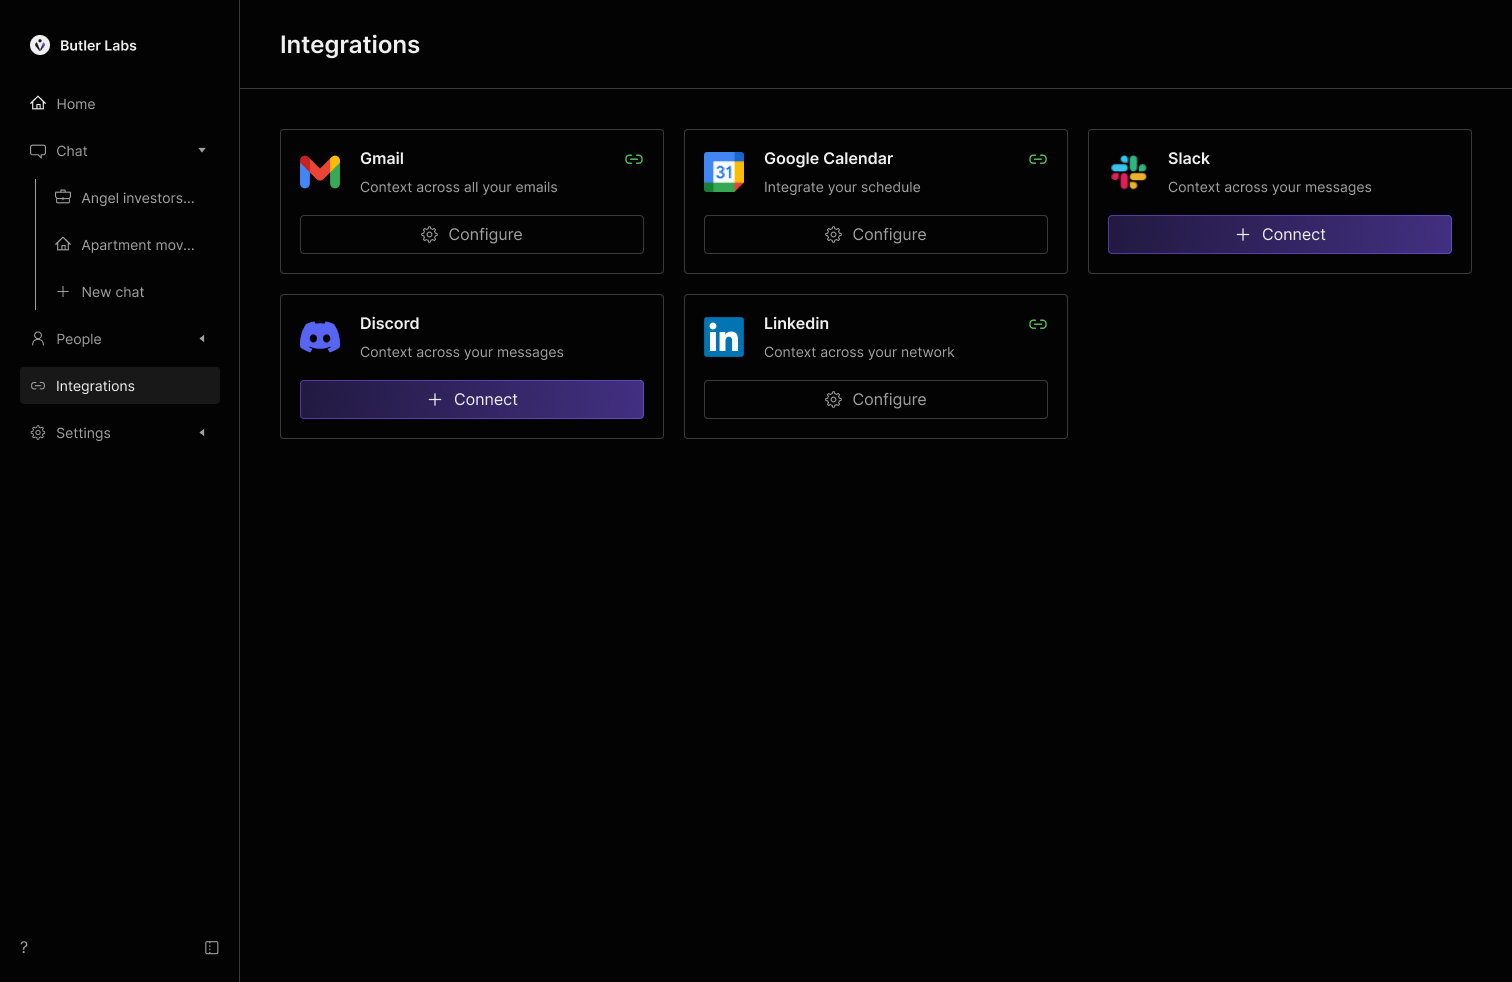 Butler Labs
Home
Chat
Angel investors...
Apartment mov...
New chat
People
Integrations
Settings
?
Integrations
Gmail
Context across all your emails
Configure
31
Google Calendar
Integrate your schedule
Configure
Slack
Context across your messages
Connect
Discord
Context across your messages
Connect
in
Linkedin
Context across your network
Configure